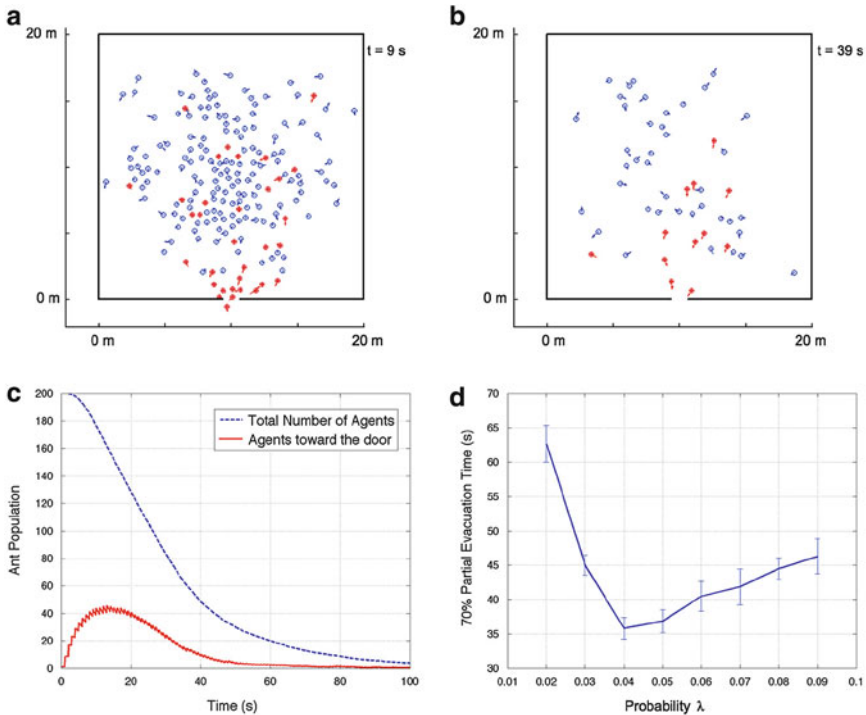 a
20 m
t = 9 s
0 m
0 m
20 m
b
20 m
t = 39 s
0 m
0 m
20 m
c
200
180
160
140
120
100
80
60
40
20
0
Ant Population
Total Number of Agents
Agents toward the door
0
20
40
60
80
100
Time (s)
d
70
65
60
55
50
45
40
35
30
70% Partial Evacuation Time (s)
0.01
0.02
0.03
0.04
0.05
0.06
0.07
0.08
0.09
0.1
Probability λ